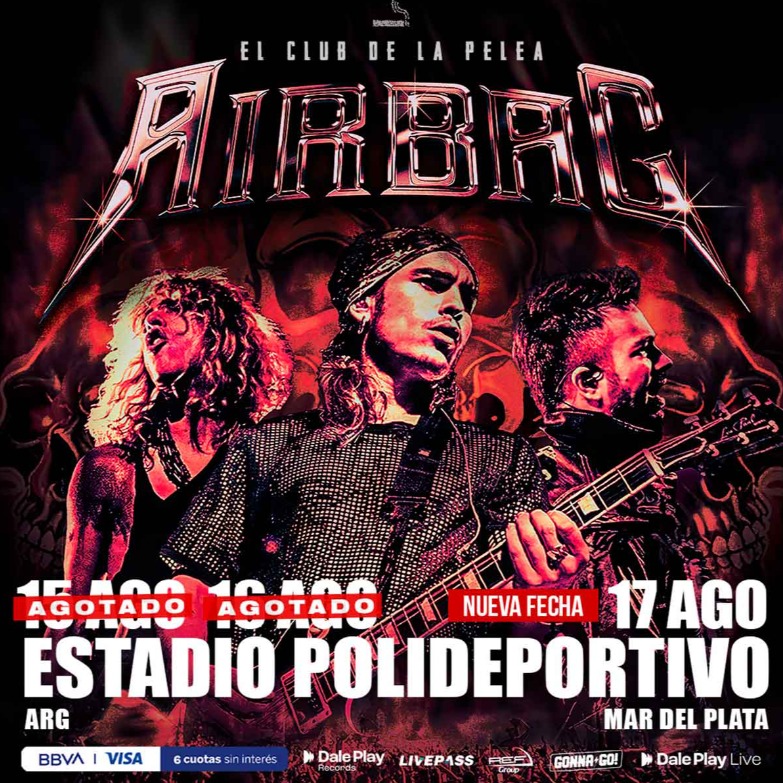 EL CLUB DE LA PELEA
AIRBAG
15 AGO 16 AGO NUEVA FECHA 17 AGO
AGOTADO AGOTADO
ESTADIO POLIDEPORTIVO
ARG MAR DEL PLATA
BBVA | VISA 6 cuotas sin interés Dale Play Records LIVEPASS Group GONNA GO! Dale Play Live